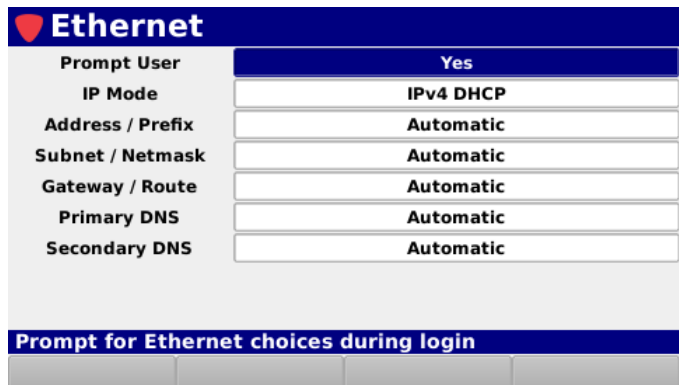 Ethernet
Prompt User Yes
IP Mode IPv4 DHCP
Address / Prefix Automatic
Subnet / Netmask Automatic
Gateway / Route Automatic
Primary DNS Automatic
Secondary DNS Automatic
Prompt for Ethernet choices during login